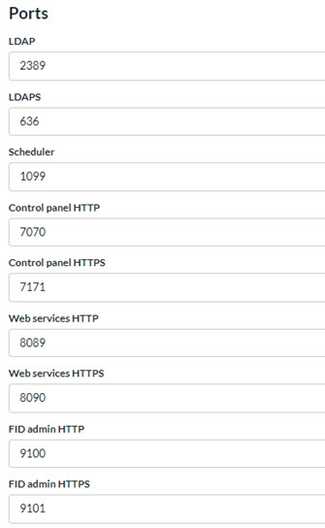 Ports
LDAP
2389
LDAPS
636
Scheduler
1099
Control panel HTTP
7070
Control panel HTTPS
7171
Web services HTTP
8089
Web services HTTPS
8090
FID admin HTTP
9100
FID admin HTTPS
9101